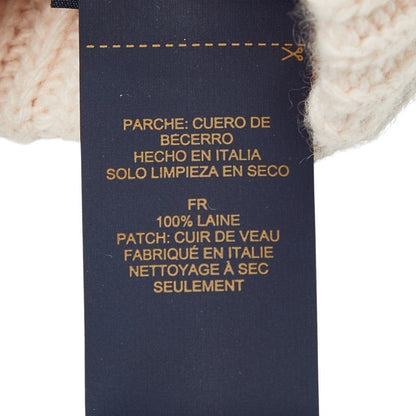 PARCHE: CUERO DE
BECERRO
HECHO EN ITALIA
SOLO LIMPIEZA EN SECO
FR
100% LAINE
PATCH: CUIR DE VEAU
FABRIQUÉ EN ITALIE
NETTOYAGE À SEC
SEULEMENT